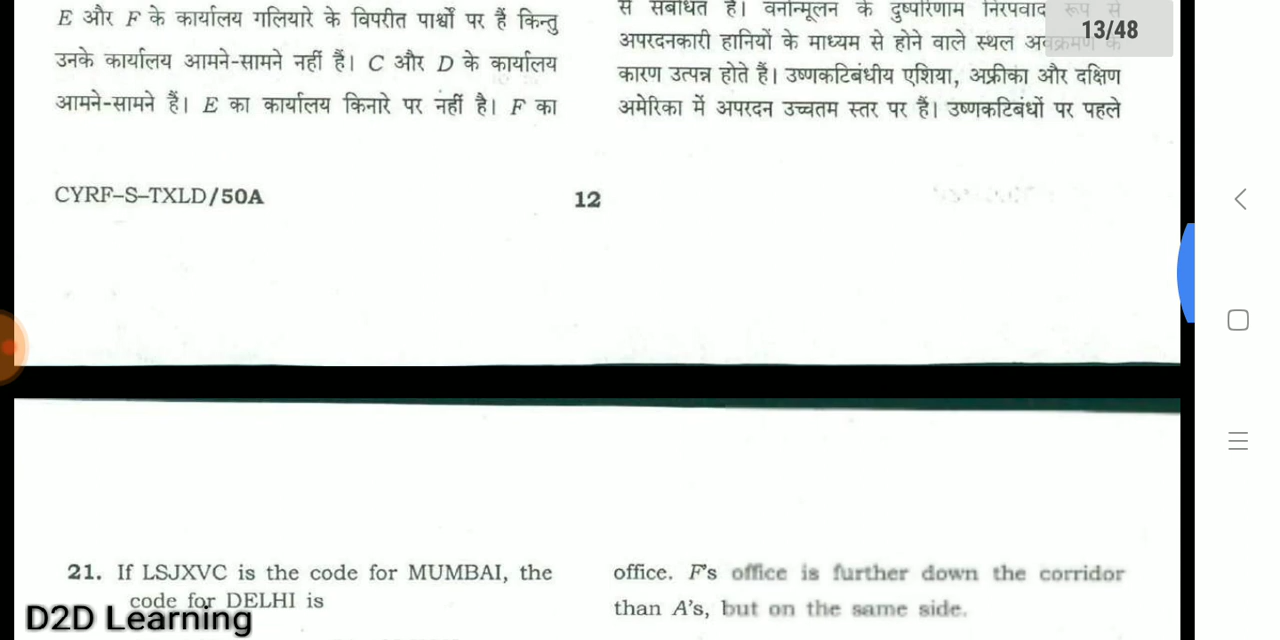 E और F के कार्यालय गलियारे के विपरीत पार्श्वों पर हैं किन्तु
उनके कार्यालय आमने-सामने नहीं हैं। C और D के कार्यालय
आमने-सामने हैं। E का कार्यालय किनारे पर नहीं है। F का
से संबंधित है। वनोन्मूलन के दुष्परिणाम निरपवाद रूप से
अपरदनकारी हानियों के माध्यम से होने वाले स्थल अवक्रमण के
कारण उत्पन्न होते हैं। उष्णकटिबंधीय एशिया, अफ्रीका और दक्षिण
अमेरिका में अपरदन उच्चतम स्तर पर हैं। उष्णकटिबंधों पर पहले
13/48
CYRF-S-TXLD/50A
12
21. If LSJXVC is the code for MUMBAI, the
code for DELHI is
office. F's office is further down the corridor
than A's, but on the same side.
D2D Learning